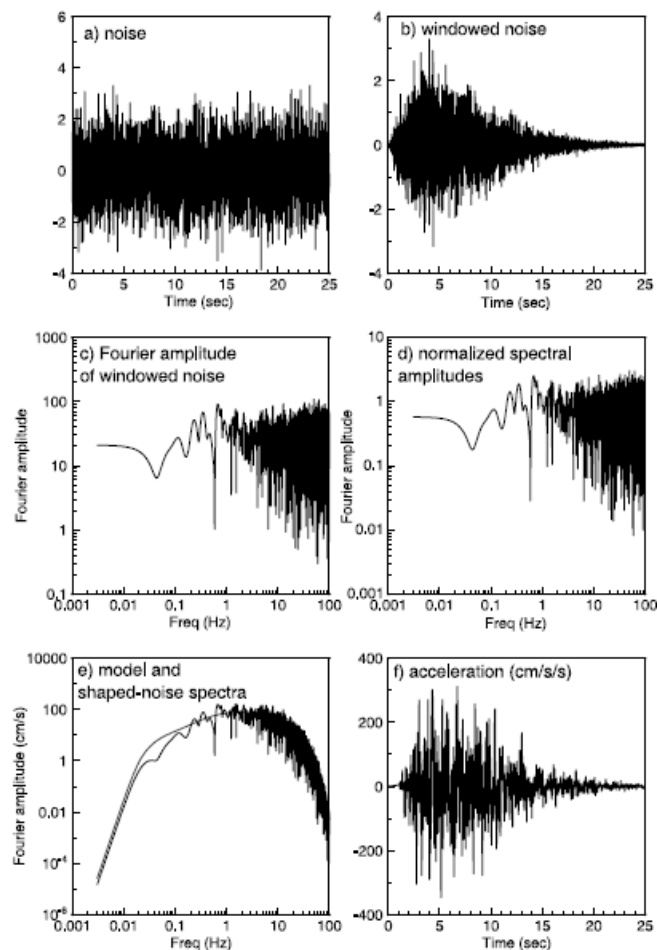 a) noise
6
4
2
0
-2
-4
0 5 10 15 20 25
Time (sec)
b) windowed noise
4
2
0
-2
-4
0 5 10 15 20 25
Time (sec)
c) Fourier amplitude
of windowed noise
Fourier amplitude
1000
100
10
1
0.1
0.001 0.01 0.1 1 10 100
Freq (Hz)
d) normalized spectral
amplitudes
Fourier amplitude
10
1
0.1
0.01
0.001
0.001 0.01 0.1 1 10 100
Freq (Hz)
e) model and
shaped-noise spectra
Fourier amplitude (cm/s)
10000
100
1
0.01
10-4
10-6
0.001 0.01 0.1 1 10 100
Freq (Hz)
f) acceleration (cm/s/s)
400
200
0
-200
-400
0 5 10 15 20 25
Time (sec)